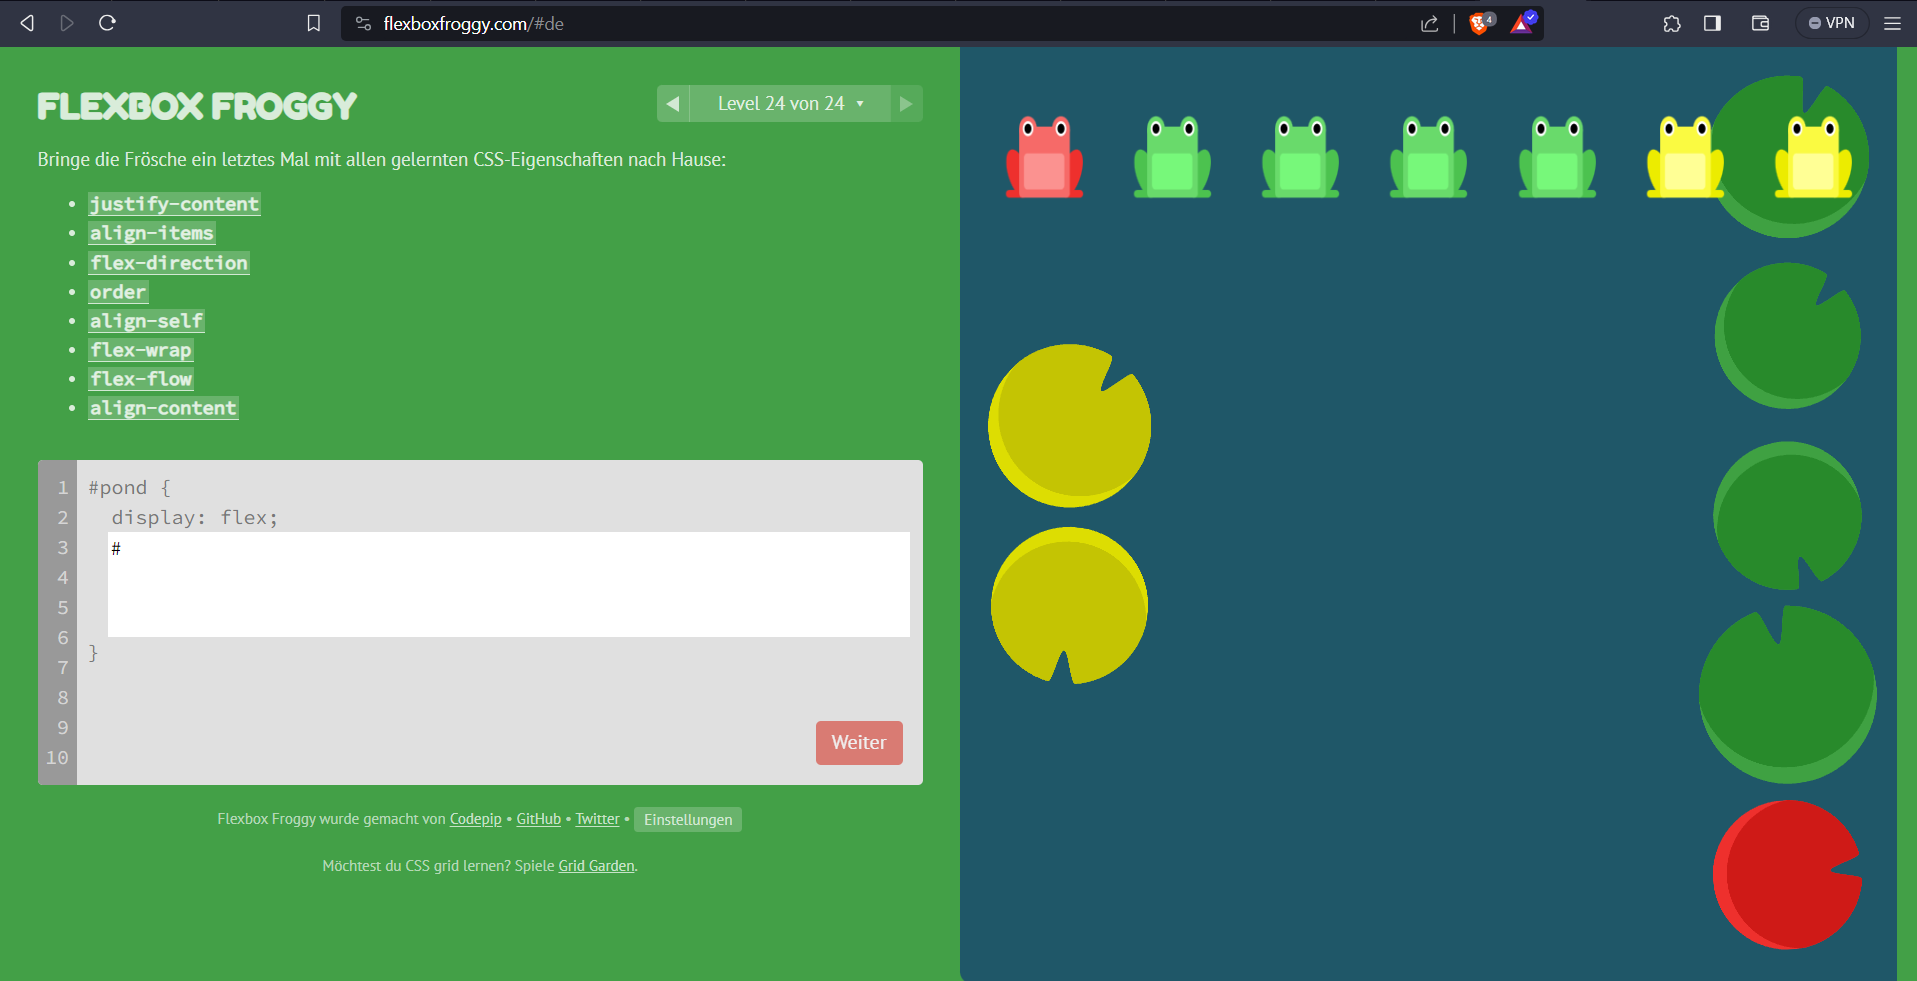 flexboxfroggy.com/#de
4
VPN
FLEXBOX FROGGY
Level 24 von 24
Bringe die Frösche ein letztes Mal mit allen gelernten CSS-Eigenschaften nach Hause:
justify-content
align-items
flex-direction
order
align-self
flex-wrap
flex-flow
align-content
1 #pond {
2 display: flex;
3 #
4
5
6 }
7
8
9
10
Weiter
Flexbox Froggy wurde gemacht von Codepip • GitHub • Twitter • Einstellungen
Möchtest du CSS grid lernen? Spiele Grid Garden.